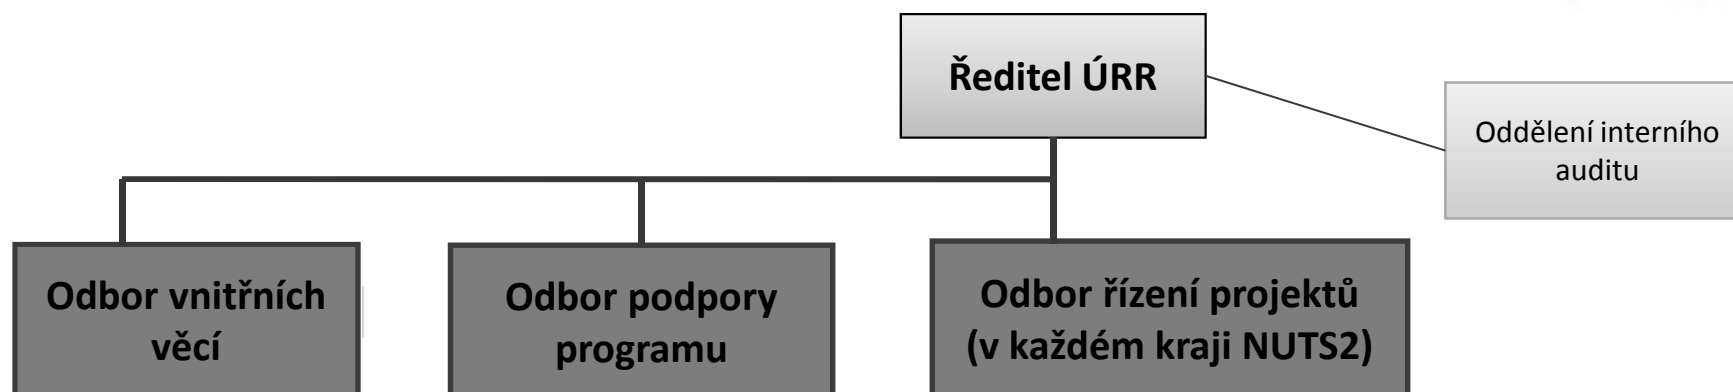 Ředitel ÚRR
Oddělení interního
auditu
Odbor vnitřních
věcí
Odbor podpory
programu
Odbor řízení projektů
(v každém kraji NUTS2)